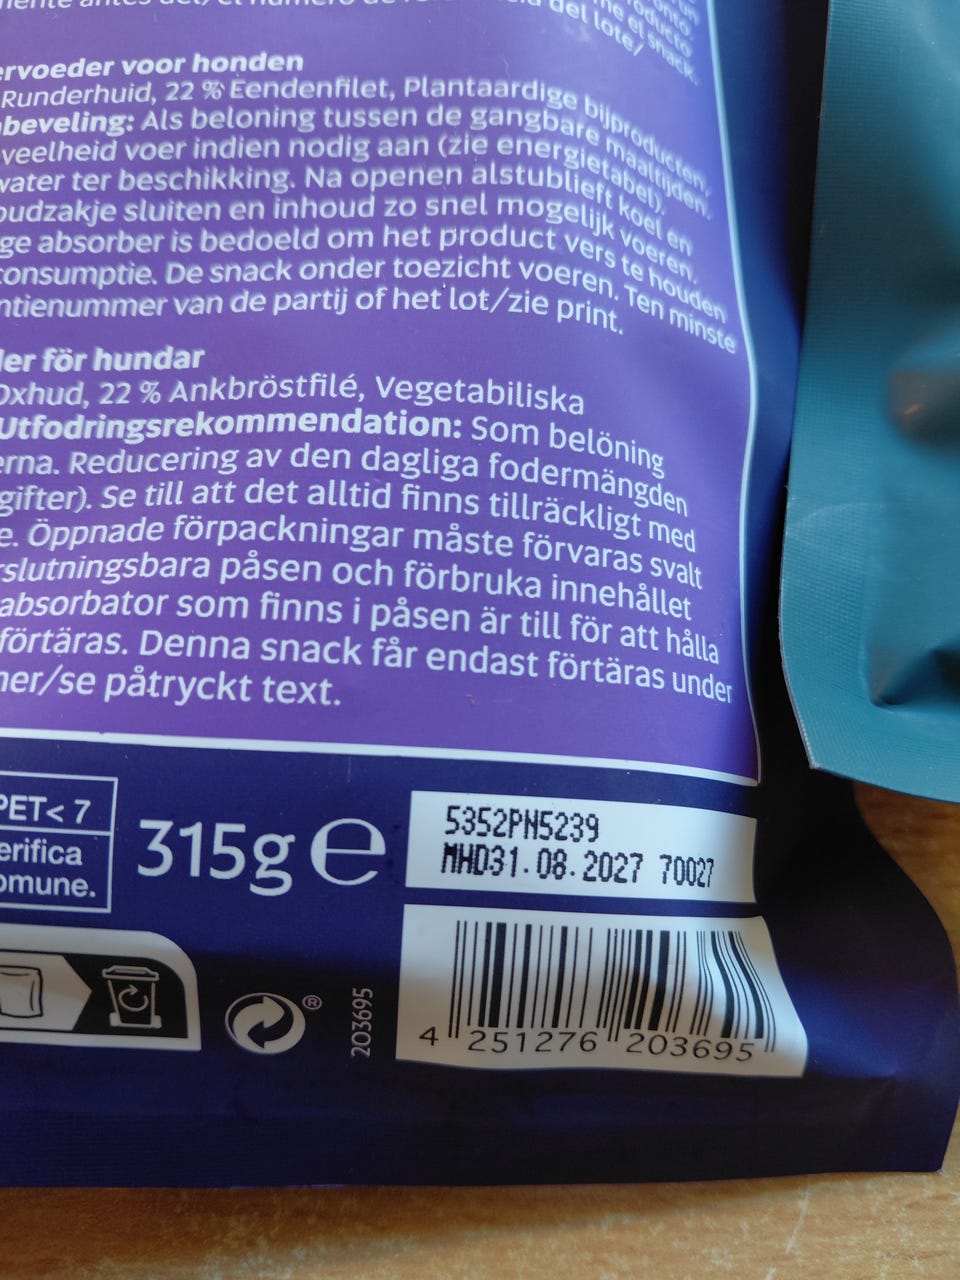 el número de
del lote/
ervoeder voor honden
Runderhuid, 22 % Eendenfilet, Plantaardige bijproducten,
beveling: Als beloning tussen de gangbare maaltijden.
veelheid voer indien nodig aan (zie energietabel).
water ter beschikking. Na openen alstublieft koel en
oudzakje sluiten en inhoud zo snel mogelijk voeren.
ge absorber is bedoeld om het product vers te houden
consumptie. De snack onder toezicht voeren. Ten minste
ntienummer van de partij of het lot/zie print.
er för hundar
Oxhud, 22 % Ankbröstfilé, Vegetabiliska
Utfodringsrekommendation: Som belöning
erna. Reducering av den dagliga fodermängden
gifter). Se till att det alltid finns tillräckligt med
e. Öppnade förpackningar måste förvaras svalt
rslutningsbara påsen och förbruka innehållet
absorbator som finns i påsen är till för att hålla
förtäras. Denna snack får endast förtäras under
ner/se påtryckt text.
PET< 7
erifica
omune.
315g e
5352PN5239
MHD31.08.2027 70027
®
203695
4 251276 203695